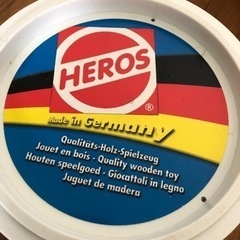 HEROS
®
Made in Germany
Qualitäts-Holz-Spielzeug
Jouet en bois - Quality wooden toy
Houten speelgoed - Giocattoli in legno
Juguet de madera